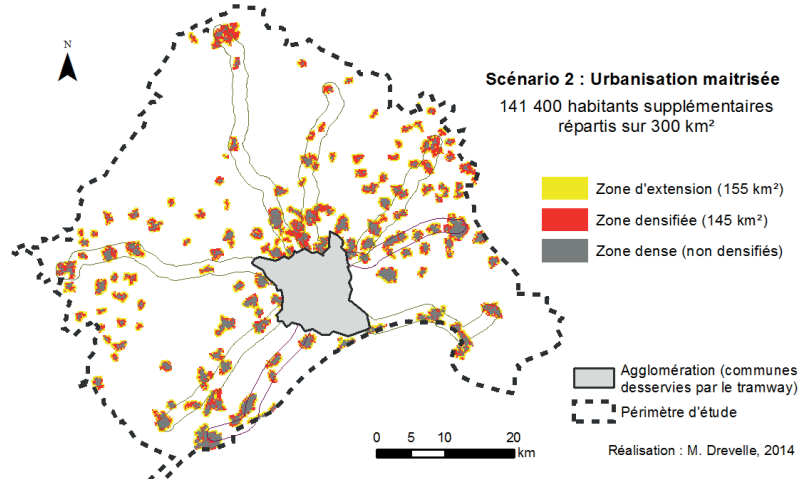 N
Scénario 2 : Urbanisation maitrisée
141 400 habitants supplémentaires
répartis sur 300 km²
Zone d'extension (155 km²)
Zone densifiée (145 km²)
Zone dense (non densifiés)
Agglomération (communes
desservies par le tramway)
Périmètre d'étude
0 5 10 20
km
Réalisation : M. Drevelle, 2014